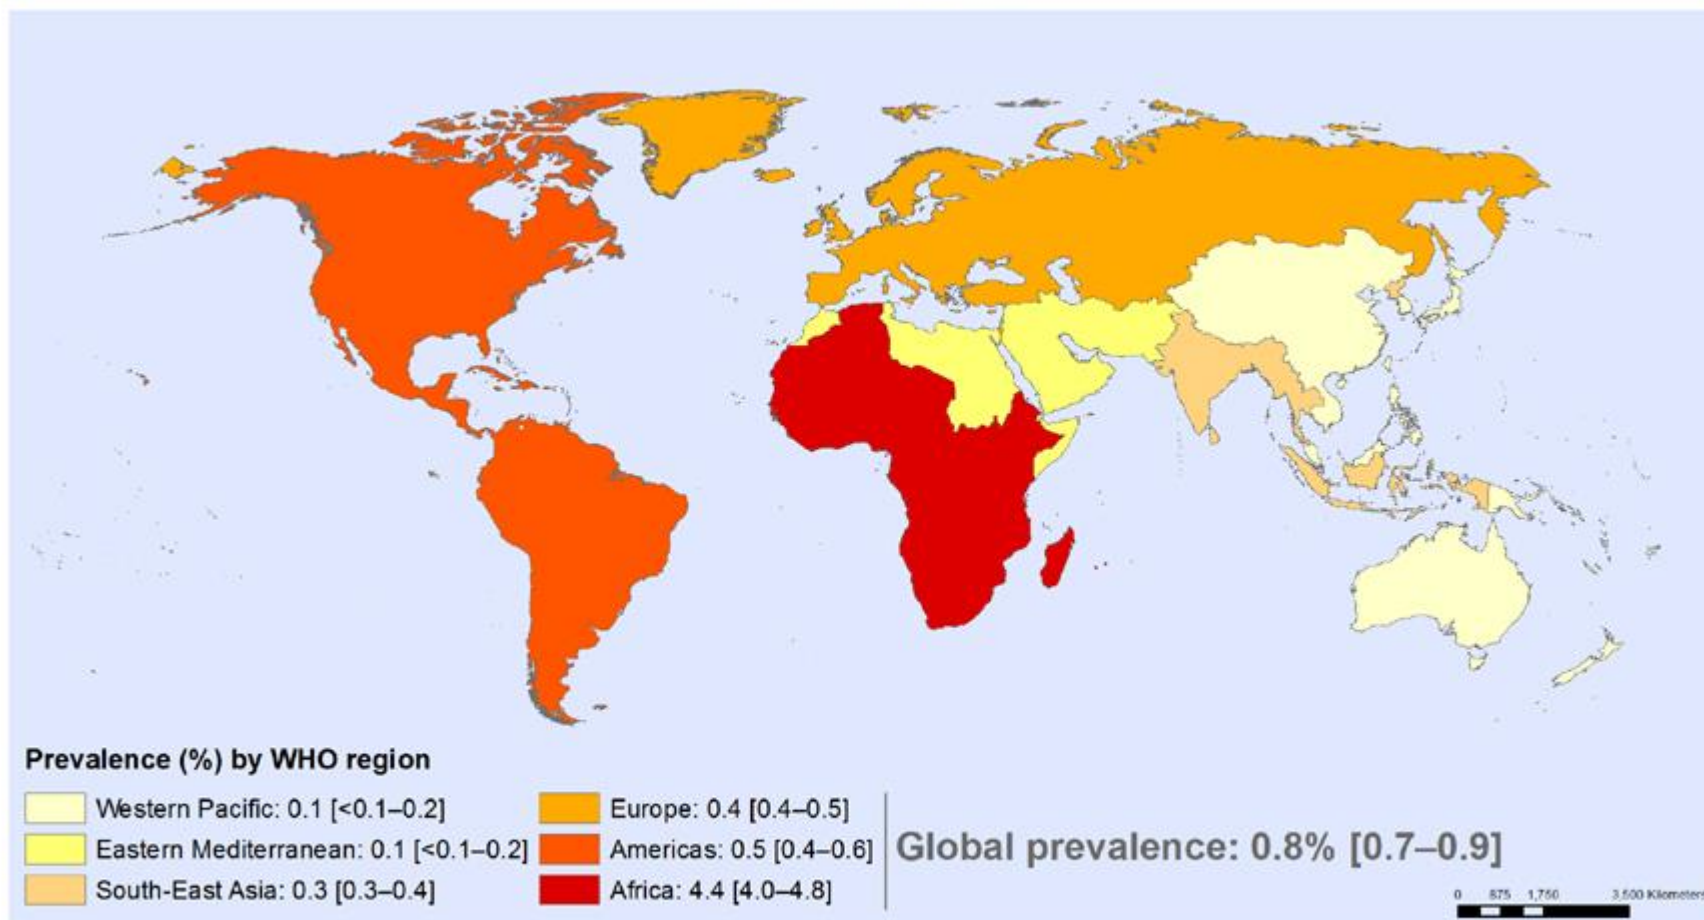 Prevalence (%) by WHO region
Western Pacific: 0.1 [<0.1–0.2]
Eastern Mediterranean: 0.1 [<0.1–0.2]
South-East Asia: 0.3 [0.3–0.4]
Europe: 0.4 [0.4–0.5]
Americas: 0.5 [0.4–0.6]
Africa: 4.4 [4.0–4.8]
Global prevalence: 0.8% [0.7–0.9]
0 875 1,750 3,500 Kilometers